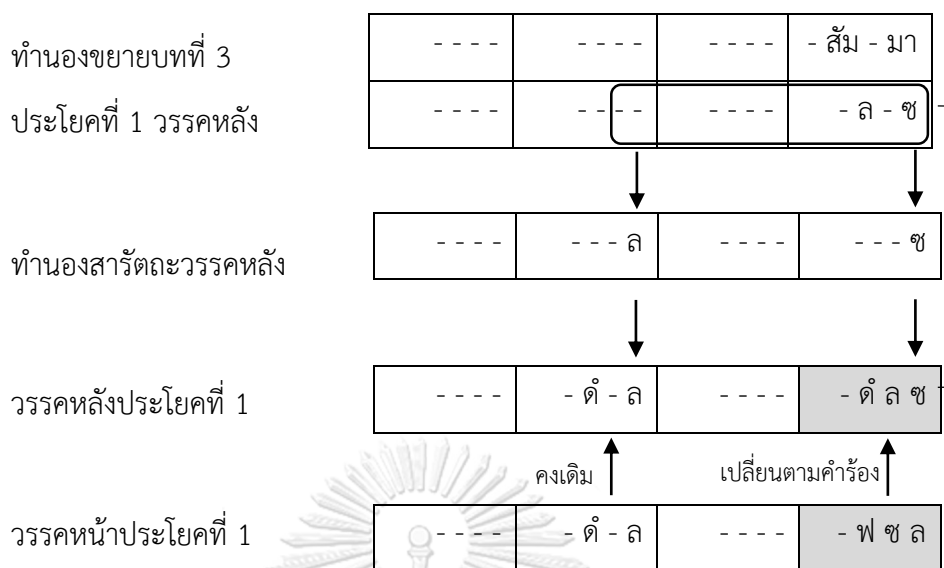 ทำนองขยายบทที่ 3 - - - - - - - - - - - - - สัม - มา
ประโยคที่ 1 วรรคหลัง - - - - - - - - - - - - - ล - ซ -
ทำนองสารัตถะวรรคหลัง - - - - - - - ล - - - - - - - ซ
วรรคหลังประโยคที่ 1 - - - - - ดํ - ล - - - - - ดํ ล ซ -
คงเดิม เปลี่ยนตามคำร้อง
วรรคหน้าประโยคที่ 1 - - - - - ดํ - ล - - - - - ฟ ซ ล